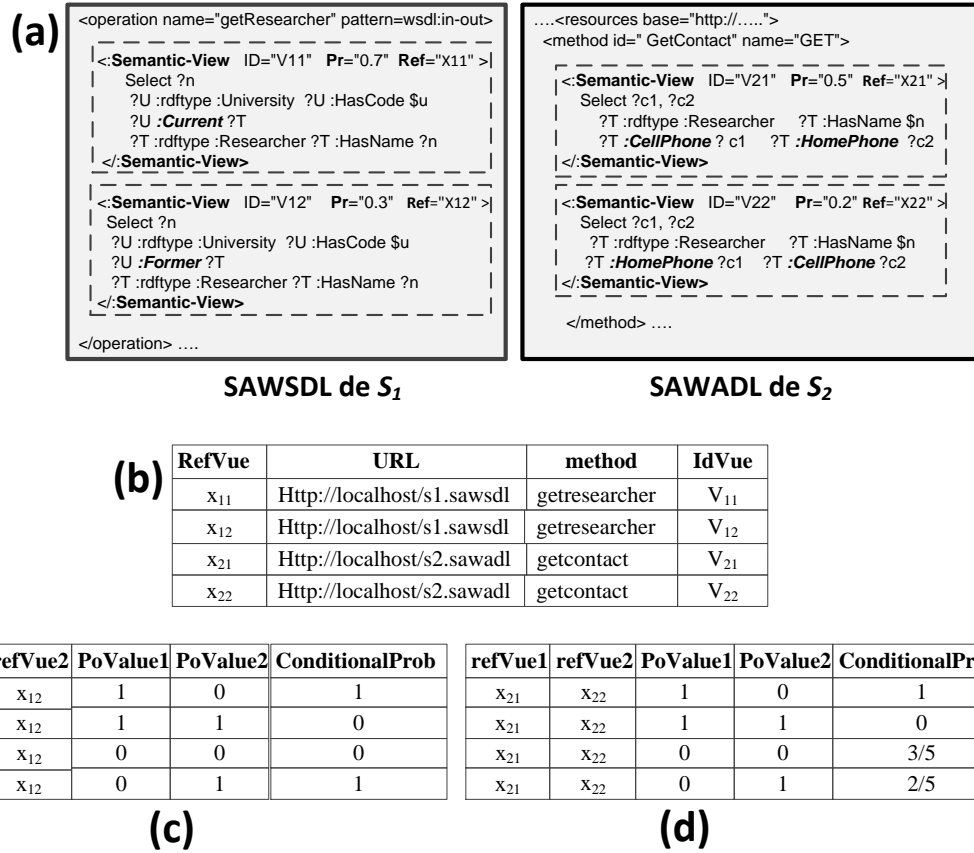 (a)
<operation name="getResearcher" pattern=wsdl:in-out>
<:Semantic-View ID="V11" Pr="0.7" Ref="X11" >
Select ?n
?U :rdftype :University ?U :HasCode $u
?U :Current ?T
?T :rdftype :Researcher ?T :HasName ?n
</:Semantic-View>
<:Semantic-View ID="V12" Pr="0.3" Ref="X12" >
Select ?n
?U :rdftype :University ?U :HasCode $u
?U :Former ?T
?T :rdftype :Researcher ?T :HasName ?n
</:Semantic-View>
</operation> ….
SAWSDL de S1
….<resources base="http://…..">
<method id=" GetContact" name="GET">
<:Semantic-View ID="V21" Pr="0.5" Ref="X21" >
Select ?c1, ?c2
?T :rdftype :Researcher ?T :HasName $n
?T :CellPhone ? c1 ?T :HomePhone ?c2
</:Semantic-View>
<:Semantic-View ID="V22" Pr="0.2" Ref="X22" >
Select ?c1, ?c2
?T :rdftype :Researcher ?T :HasName $n
?T :HomePhone ?c1 ?T :CellPhone ?c2
</:Semantic-View>
</method> ….
SAWADL de S2
(b)
RefVue URL method IdVue
x11 Http://localhost/s1.sawsdl getresearcher V11
x12 Http://localhost/s1.sawsdl getresearcher V12
x21 Http://localhost/s2.sawadl getcontact V21
x22 Http://localhost/s2.sawadl getcontact V22
refVue2 PoValue1 PoValue2 ConditionalProb
x12 1 0 1
x12 1 1 0
x12 0 0 0
x12 0 1 1
(c)
refVue1 refVue2 PoValue1 PoValue2 ConditionalPr
x21 x22 1 0 1
x21 x22 1 1 0
x21 x22 0 0 3/5
x21 x22 0 1 2/5
(d)